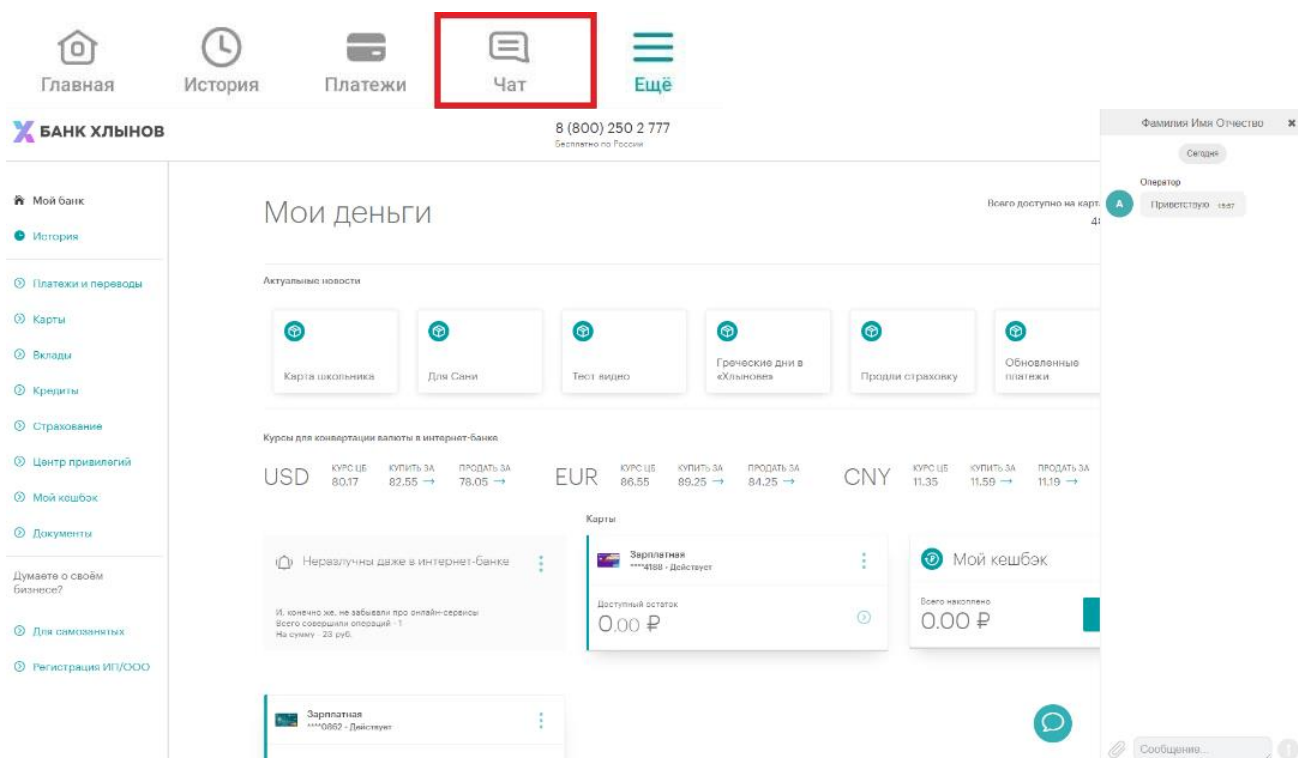 Главная
История
Платежи
Чат
Ещё
БАНК ХЛЫНОВ
8 (800) 250 2 777
Бесплатно по России
Фамилия Имя Отчество
Сегодня
Оператор
А
Приветствую 15:57
Мой банк
История
Платежи и переводы
Карты
Вклады
Кредиты
Страхование
Центр привилегий
Мой кешбэк
Документы
Думаете о своём
бизнесе?
Для самозанятых
Регистрация ИП/ООО
Мои деньги
Всего доступно на карт
48
Актуальные новости
Карта школьника
Для Сани
Тест видео
Греческие дни в
«Хлынове»
Продли страховку
Обновленные
платежи
Курсы для конвертации валюты в интернет-банке
USD
КУРС ЦБ КУПИТЬ ЗА ПРОДАТЬ ЗА
80.17 82.55 → 78.05 →
EUR
КУРС ЦБ КУПИТЬ ЗА ПРОДАТЬ ЗА
86.55 89.25 → 84.25 →
CNY
КУРС ЦБ КУПИТЬ ЗА ПРОДАТЬ ЗА
11.35 11.59 → 11.19 →
Неразлучны даже в интернет-банке
И, конечно же, не забывали про онлайн-сервисы
Всего совершили операций - 1
На сумму - 23 руб.
Карты
Зарплатная
****4188 - Действует
Доступный остаток
0.00 ₽
Мой кешбэк
Всего накоплено
0.00 ₽
Зарплатная
****0862 - Действует
Сообщение...